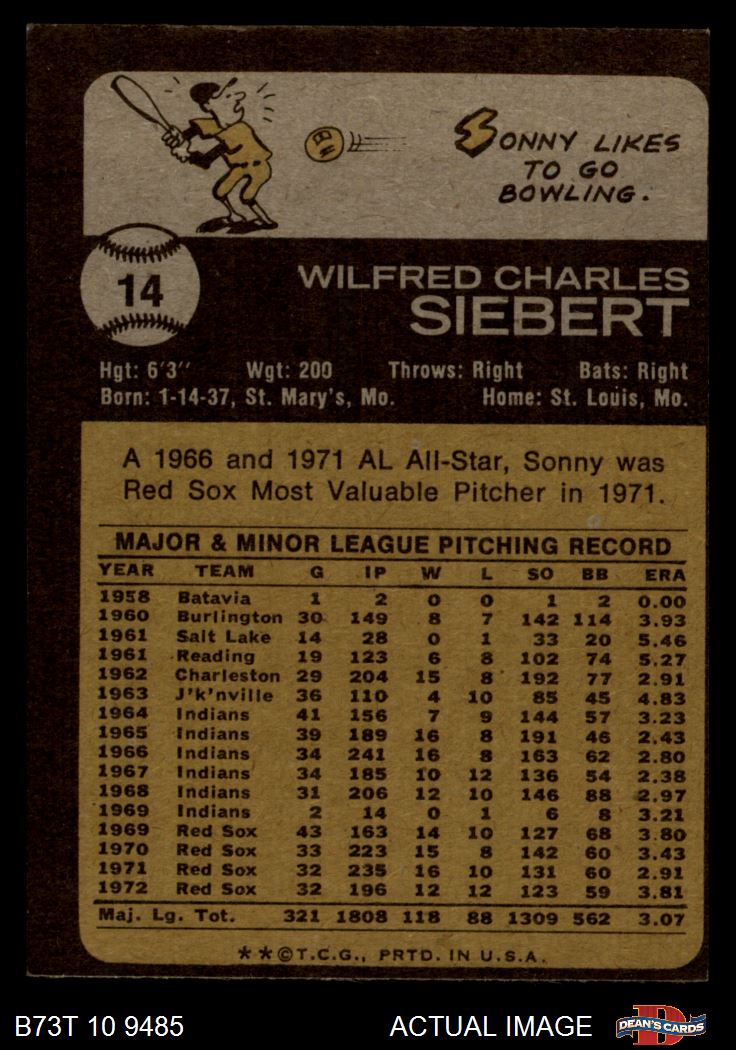 SONNY LIKES
TO GO
BOWLING.
14
WILFRED CHARLES
SIEBERT
Hgt: 6'3" Wgt: 200 Throws: Right Bats: Right
Born: 1-14-37, St. Mary's, Mo. Home: St. Louis, Mo.
A 1966 and 1971 AL All-Star, Sonny was
Red Sox Most Valuable Pitcher in 1971.
MAJOR & MINOR LEAGUE PITCHING RECORD
YEAR TEAM G IP W L SO BB ERA
1958 Batavia 1 2 0 0 1 2 0.00
1960 Burlington 30 149 8 7 142 114 3.93
1961 Salt Lake 14 28 0 1 33 20 5.46
1961 Reading 19 123 6 8 102 74 5.27
1962 Charleston 29 204 15 8 192 77 2.91
1963 J'k'nville 36 110 4 10 85 45 4.83
1964 Indians 41 156 7 9 144 57 3.23
1965 Indians 39 189 16 8 191 46 2.43
1966 Indians 34 241 16 8 163 62 2.80
1967 Indians 34 185 10 12 136 54 2.38
1968 Indians 31 206 12 10 146 88 2.97
1969 Indians 2 14 0 1 6 8 3.21
1969 Red Sox 43 163 14 10 127 68 3.80
1970 Red Sox 33 223 15 8 142 60 3.43
1971 Red Sox 32 235 16 10 131 60 2.91
1972 Red Sox 32 196 12 12 123 59 3.81
Maj. Lg. Tot. 321 1808 118 88 1309 562 3.07
**©T.C.G., PRTD. IN U.S.A.
B73T 10 9485 ACTUAL IMAGE DEAN'S CARDS